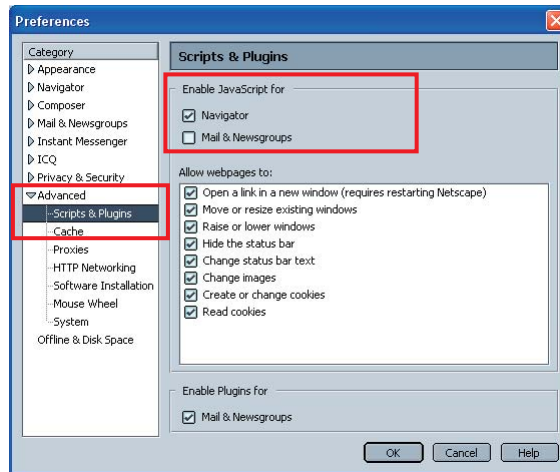 Preferences
Category
Appearance
Navigator
Composer
Mail & Newsgroups
Instant Messenger
ICQ
Privacy & Security
Advanced
Scripts & Plugins
Cache
Proxies
HTTP Networking
Software Installation
Mouse Wheel
System
Offline & Disk Space
Scripts & Plugins
Enable JavaScript for
Navigator
Mail & Newsgroups
Allow webpages to:
Open a link in a new window (requires restarting Netscape)
Move or resize existing windows
Raise or lower windows
Hide the status bar
Change status bar text
Change images
Create or change cookies
Read cookies
Enable Plugins for
Mail & Newsgroups
OK
Cancel
Help